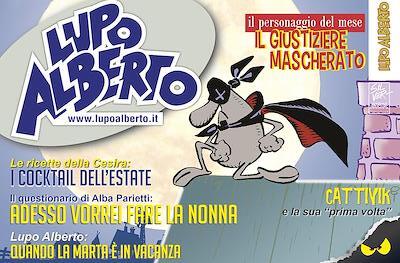 LUPO
ALBERTO
www.lupoalberto.it
il personaggio del mese
IL GIUSTIZIERE
MASCHERATO
LUPO ALBERTO
SILVER
Le ricette della Cesira:
I COCKTAIL DELL'ESTATE
Il questionario di Alba Parietti:
ADESSO VORREI FARE LA NONNA
Lupo Alberto:
QUANDO LA MARTA È IN VACANZA
CATTIVIK
e la sua "prima volta"